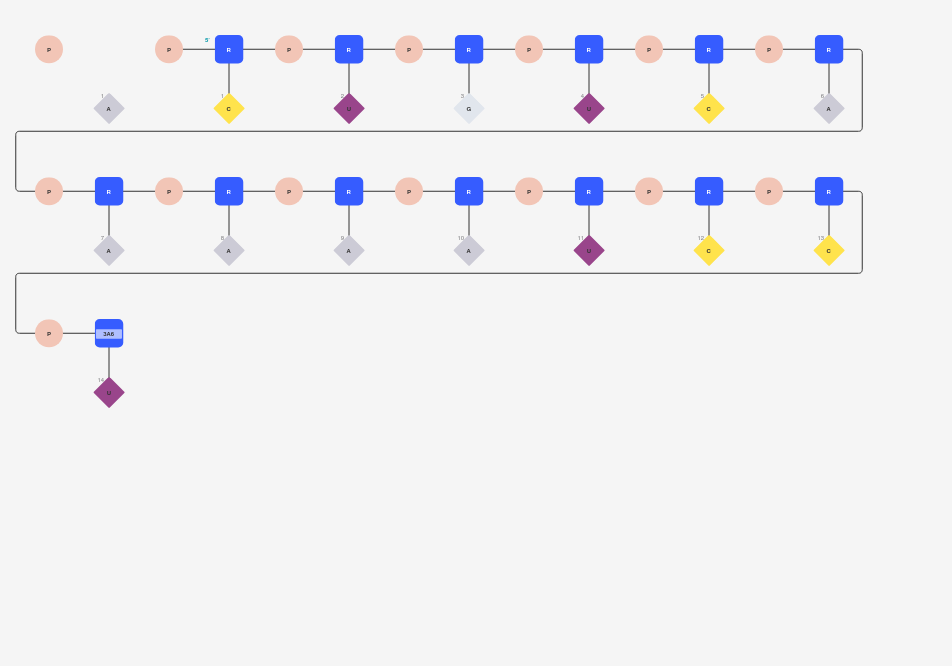 5'
P P R P R P R P R P R P R
1 1 2 3 4 5 6
A C U G U C A
P R P R P R P R P R P R P R
7 8 9 10 11 12 13
A A A A U C C
P 3A6
14
U